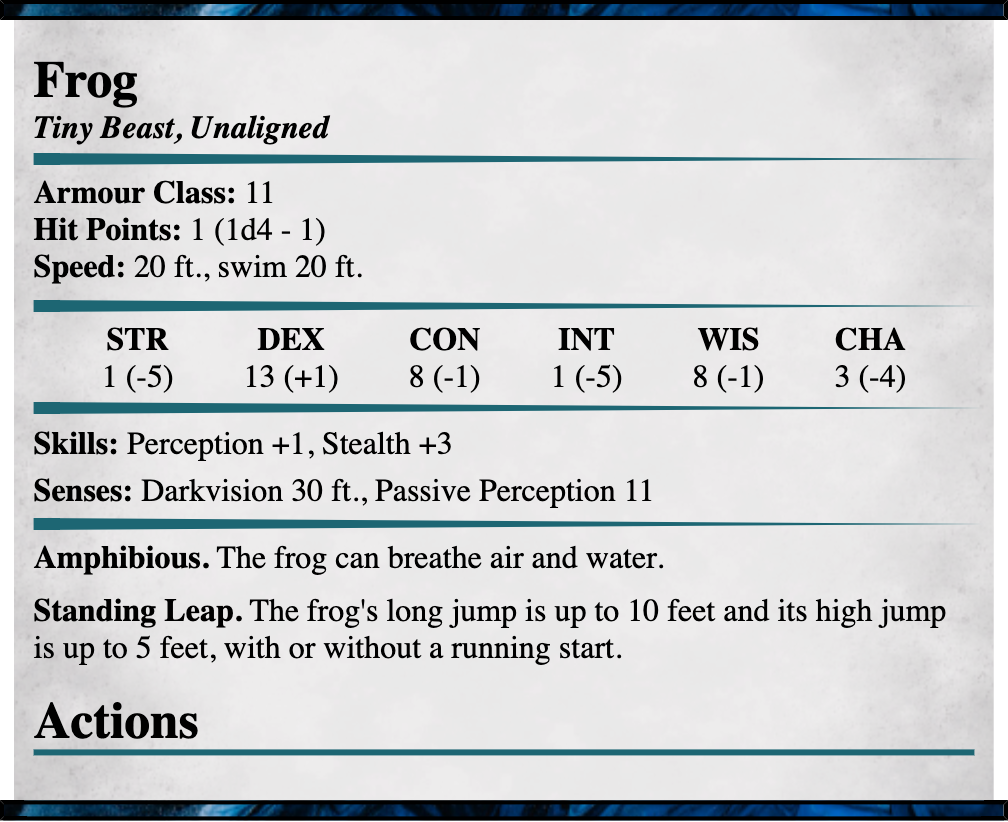 Frog
Tiny Beast, Unaligned
Armour Class: 11
Hit Points: 1 (1d4 - 1)
Speed: 20 ft., swim 20 ft.
STR DEX CON INT WIS CHA
1 (-5) 13 (+1) 8 (-1) 1 (-5) 8 (-1) 3 (-4)
Skills: Perception +1, Stealth +3
Senses: Darkvision 30 ft., Passive Perception 11
Amphibious. The frog can breathe air and water.
Standing Leap. The frog's long jump is up to 10 feet and its high jump
is up to 5 feet, with or without a running start.
Actions